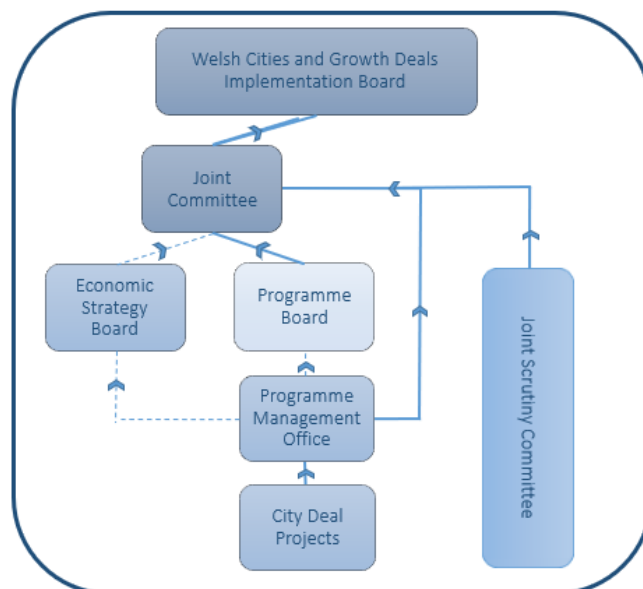 Welsh Cities and Growth Deals
Implementation Board
Joint
Committee
Economic
Strategy
Board
Programme
Board
Programme
Management
Office
City Deal
Projects
Joint Scrutiny Committee